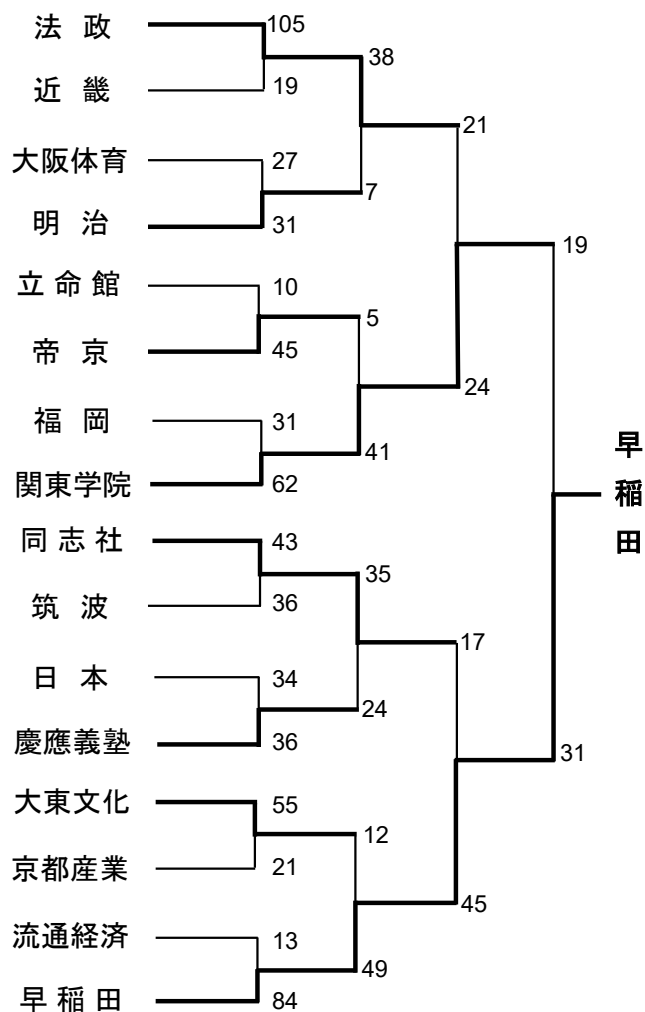 法 政 105
38
近 畿 19
21
大阪体育 27
7
明 治 31
19
立 命 館 10
5
帝 京 45
24
福 岡 31
41
関東学院 62
早稲田
同 志 社 43
35
筑 波 36
17
日 本 34
24
慶應義塾 36
31
大東文化 55
12
京都産業 21
45
流通経済 13
49
早 稲 田 84